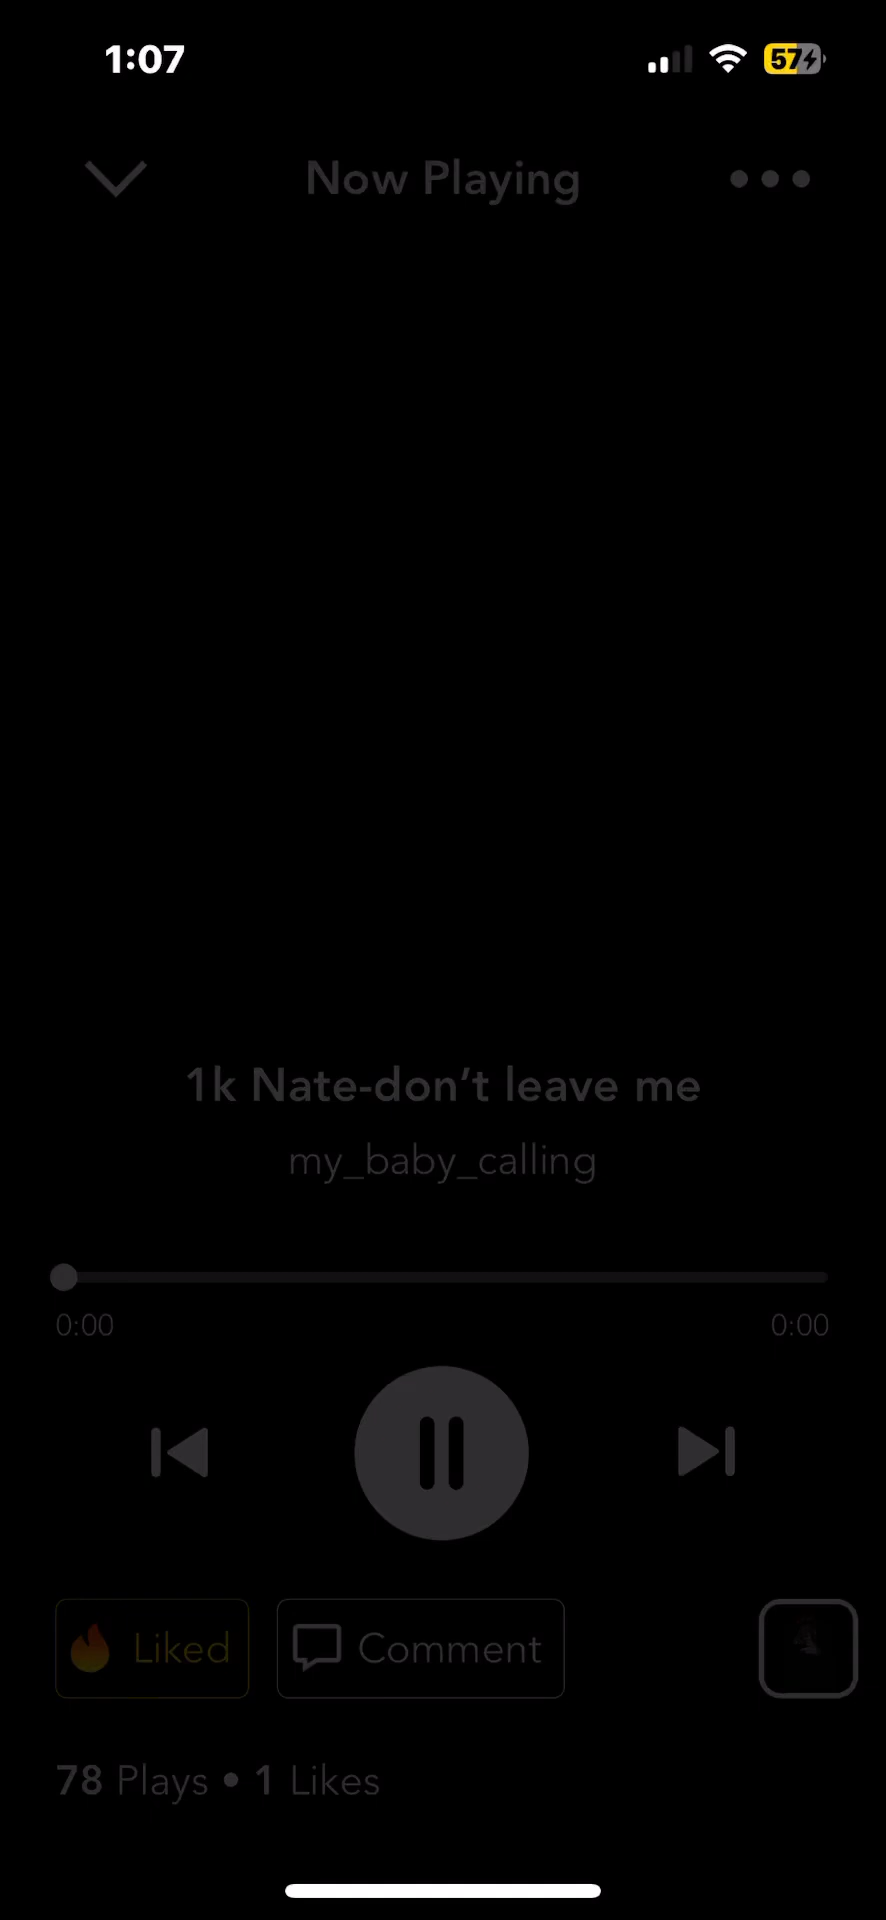 1:07
57
Now Playing
1k Nate-don’t leave me
my_baby_calling
0:00
0:00
Liked
Comment
78 Plays • 1 Likes